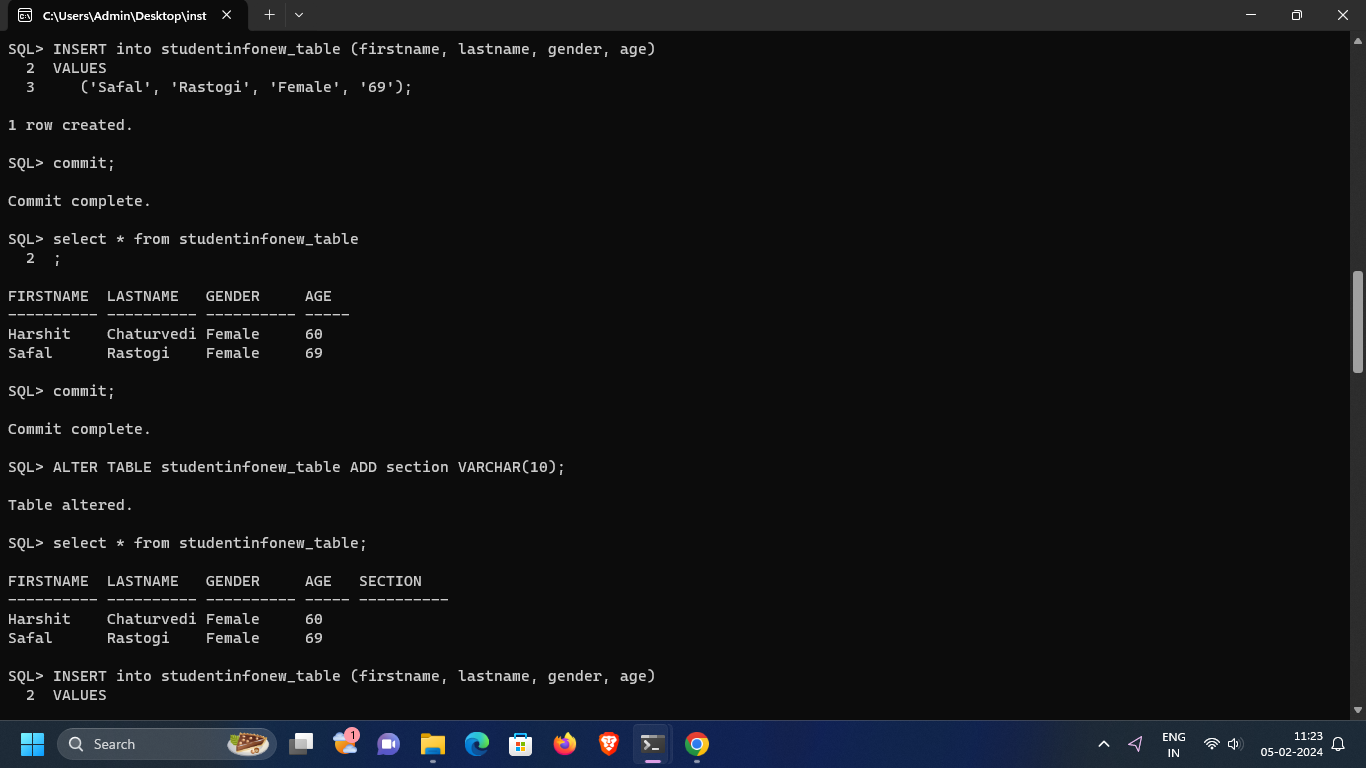 C:\Users\Admin\Desktop\inst
SQL> INSERT into studentinfonew_table (firstname, lastname, gender, age)
2 VALUES
3 ('Safal', 'Rastogi', 'Female', '69');
1 row created.
SQL> commit;
Commit complete.
SQL> select * from studentinfonew_table
2 ;
FIRSTNAME LASTNAME GENDER AGE
---------- ---------- ---------- -----
Harshit Chaturvedi Female 60
Safal Rastogi Female 69
SQL> commit;
Commit complete.
SQL> ALTER TABLE studentinfonew_table ADD section VARCHAR(10);
Table altered.
SQL> select * from studentinfonew_table;
FIRSTNAME LASTNAME GENDER AGE SECTION
---------- ---------- ---------- ----- ----------
Harshit Chaturvedi Female 60
Safal Rastogi Female 69
SQL> INSERT into studentinfonew_table (firstname, lastname, gender, age)
2 VALUES
Search
1
ENG
IN
11:23
05-02-2024